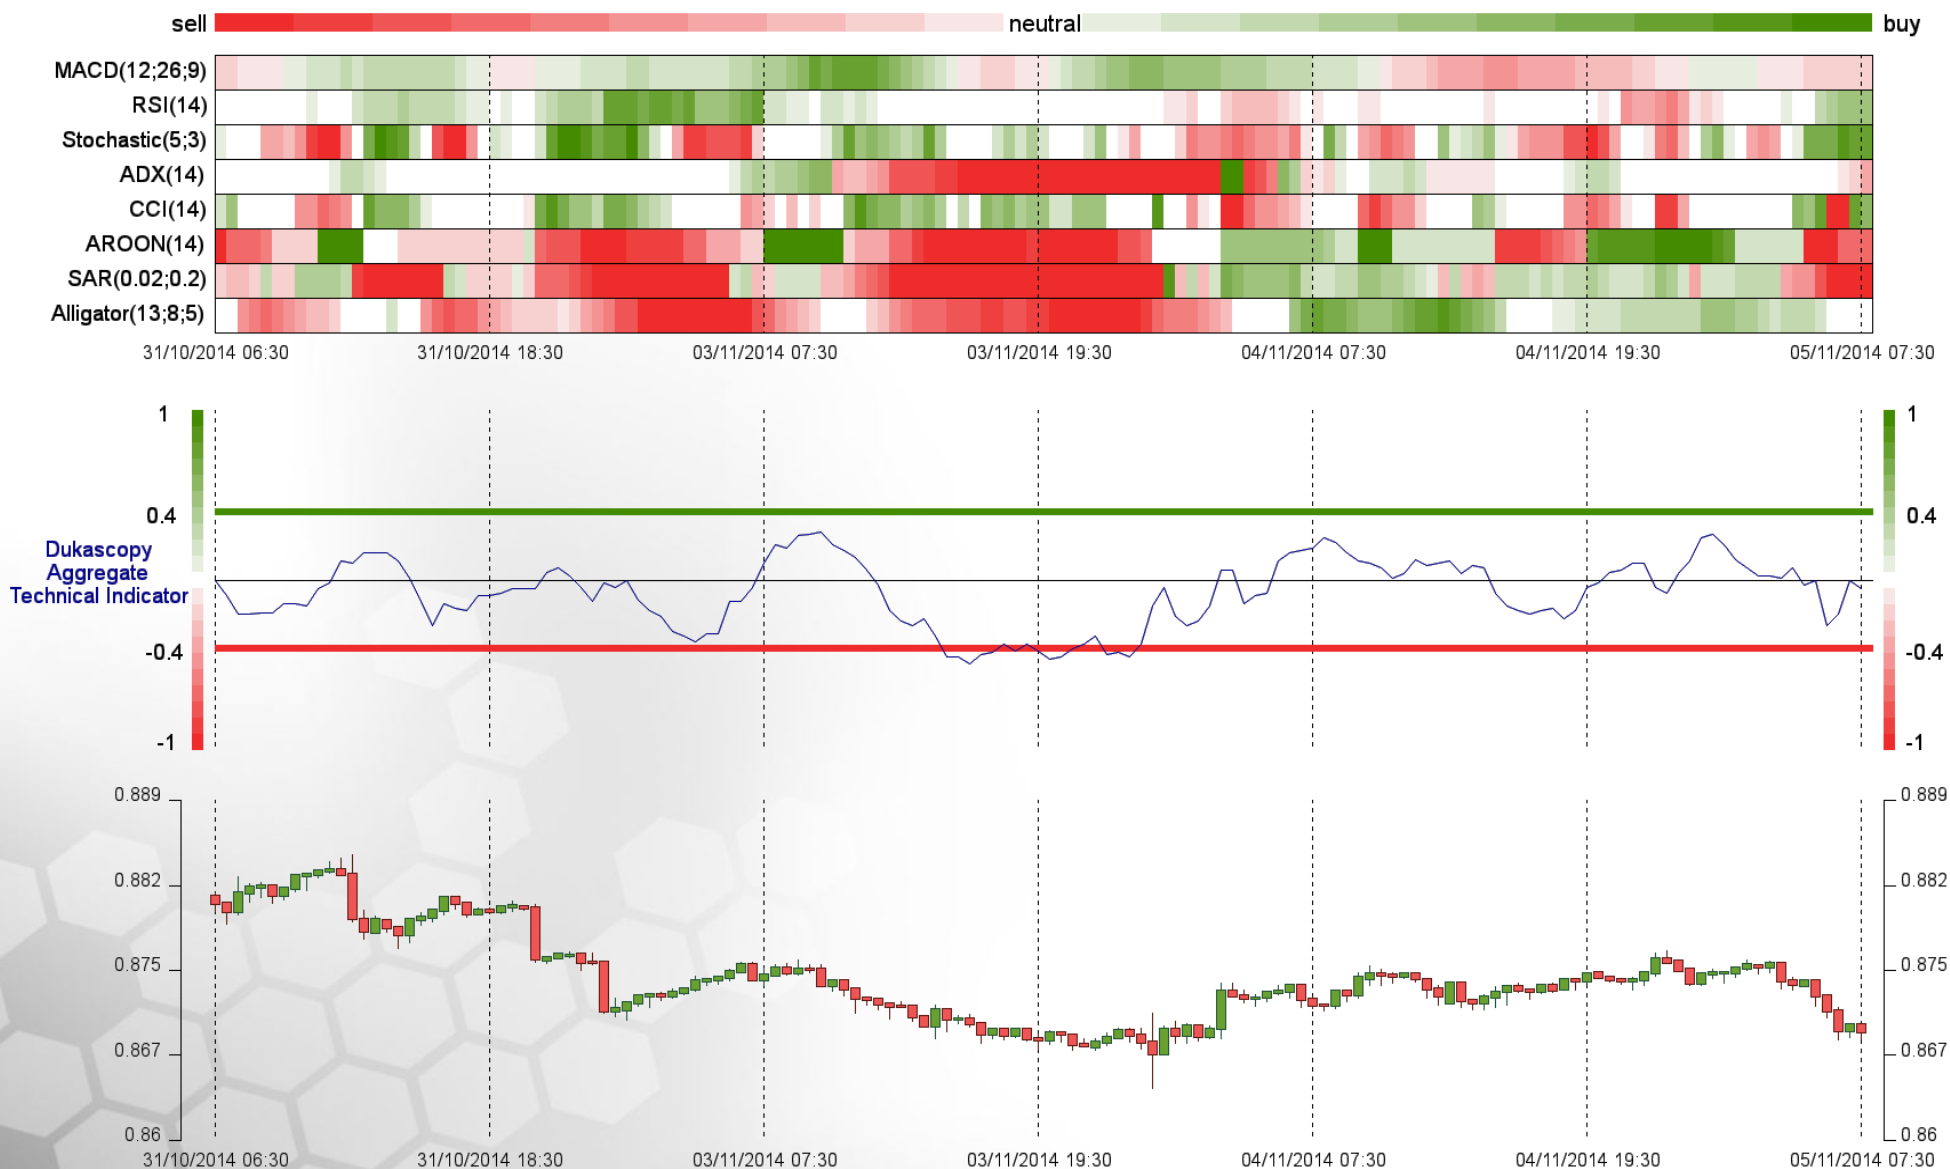 sell neutral buy
MACD(12;26;9)
RSI(14)
Stochastic(5;3)
ADX(14)
CCI(14)
AROON(14)
SAR(0.02;0.2)
Alligator(13;8;5)
31/10/2014 06:30 31/10/2014 18:30 03/11/2014 07:30 03/11/2014 19:30 04/11/2014 07:30 04/11/2014 19:30 05/11/2014 07:30
1 1
0.4 0.4
Dukascopy
Aggregate
Technical Indicator
-0.4 -0.4
-1 -1
0.889 0.889
0.882 0.882
0.875 0.875
0.867 0.867
0.86 0.86
31/10/2014 06:30 31/10/2014 18:30 03/11/2014 07:30 03/11/2014 19:30 04/11/2014 07:30 04/11/2014 19:30 05/11/2014 07:30